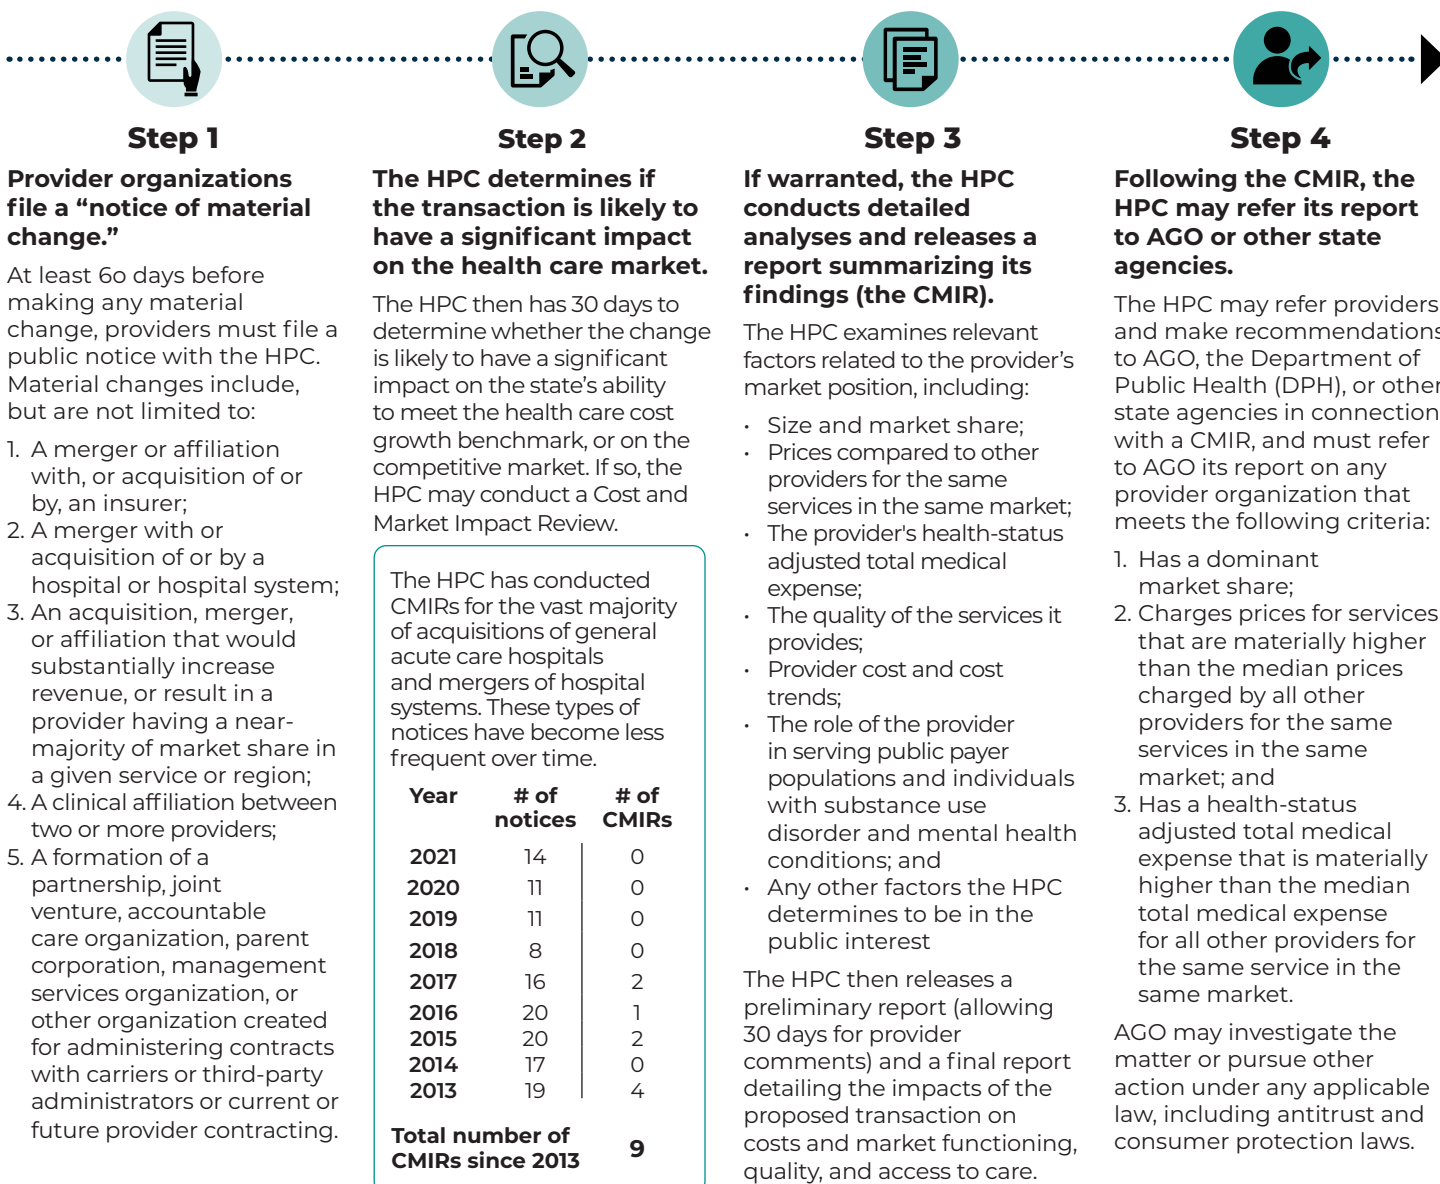 Step 1
Provider organizations
file a “notice of material
change.”
At least 60 days before
making any material
change, providers must file a
public notice with the HPC.
Material changes include,
but are not limited to:
1. A merger or affiliation
with, or acquisition of or
by, an insurer;
2. A merger with or
acquisition of or by a
hospital or hospital system;
3. An acquisition, merger,
or affiliation that would
substantially increase
revenue, or result in a
provider having a near-
majority of market share in
a given service or region;
4. A clinical affiliation between
two or more providers;
5. A formation of a
partnership, joint
venture, accountable
care organization, parent
corporation, management
services organization, or
other organization created
for administering contracts
with carriers or third-party
administrators or current or
future provider contracting.
Step 2
The HPC determines if
the transaction is likely to
have a significant impact
on the health care market.
The HPC then has 30 days to
determine whether the change
is likely to have a significant
impact on the state’s ability
to meet the health care cost
growth benchmark, or on the
competitive market. If so, the
HPC may conduct a Cost and
Market Impact Review.
The HPC has conducted
CMIRs for the vast majority
of acquisitions of general
acute care hospitals
and mergers of hospital
systems. These types of
notices have become less
frequent over time.
Year # of notices # of CMIRs
2021 14 0
2020 11 0
2019 11 0
2018 8 0
2017 16 2
2016 20 1
2015 20 2
2014 17 0
2013 19 4
Total number of
CMIRs since 2013 9
Step 3
If warranted, the HPC
conducts detailed
analyses and releases a
report summarizing its
findings (the CMIR).
The HPC examines relevant
factors related to the provider’s
market position, including:
· Size and market share;
· Prices compared to other
providers for the same
services in the same market;
· The provider's health-status
adjusted total medical
expense;
· The quality of the services it
provides;
· Provider cost and cost
trends;
· The role of the provider
in serving public payer
populations and individuals
with substance use
disorder and mental health
conditions; and
· Any other factors the HPC
determines to be in the
public interest
The HPC then releases a
preliminary report (allowing
30 days for provider
comments) and a final report
detailing the impacts of the
proposed transaction on
costs and market functioning,
quality, and access to care.
Step 4
Following the CMIR, the
HPC may refer its report
to AGO or other state
agencies.
The HPC may refer providers
and make recommendations
to AGO, the Department of
Public Health (DPH), or other
state agencies in connection
with a CMIR, and must refer
to AGO its report on any
provider organization that
meets the following criteria:
1. Has a dominant
market share;
2. Charges prices for services
that are materially higher
than the median prices
charged by all other
providers for the same
services in the same
market; and
3. Has a health-status
adjusted total medical
expense that is materially
higher than the median
total medical expense
for all other providers for
the same service in the
same market.
AGO may investigate the
matter or pursue other
action under any applicable
law, including antitrust and
consumer protection laws.